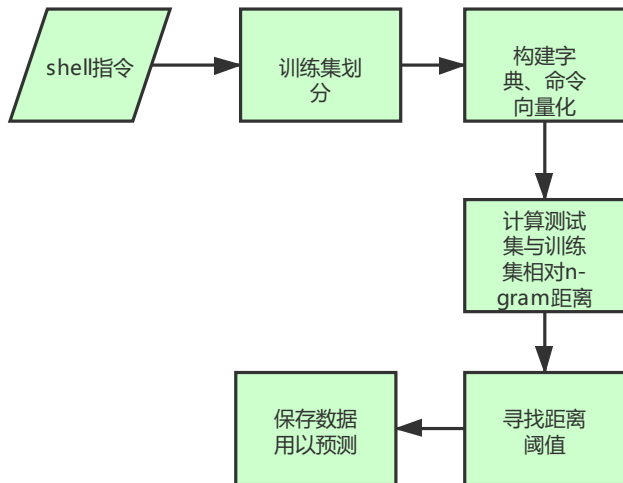 shell指令
训练集划
分
构建字
典、命令
向量化
计算测试
集与训练
集相对n-
gram距离
寻找距离
阈值
保存数据
用以预测